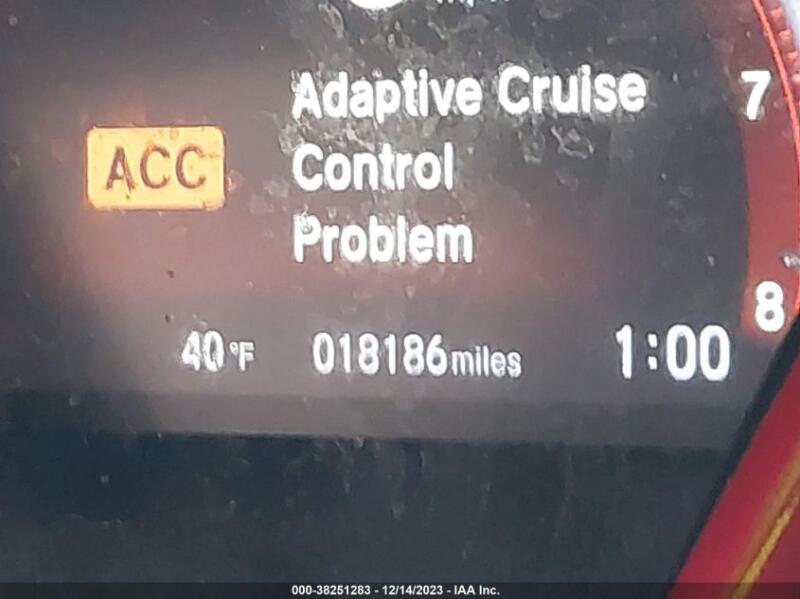 Adaptive Cruise
7
ACC
Control
Problem
8
40°F
018186miles
1:00
000-38251283 - 12/14/2023 - IAA Inc.